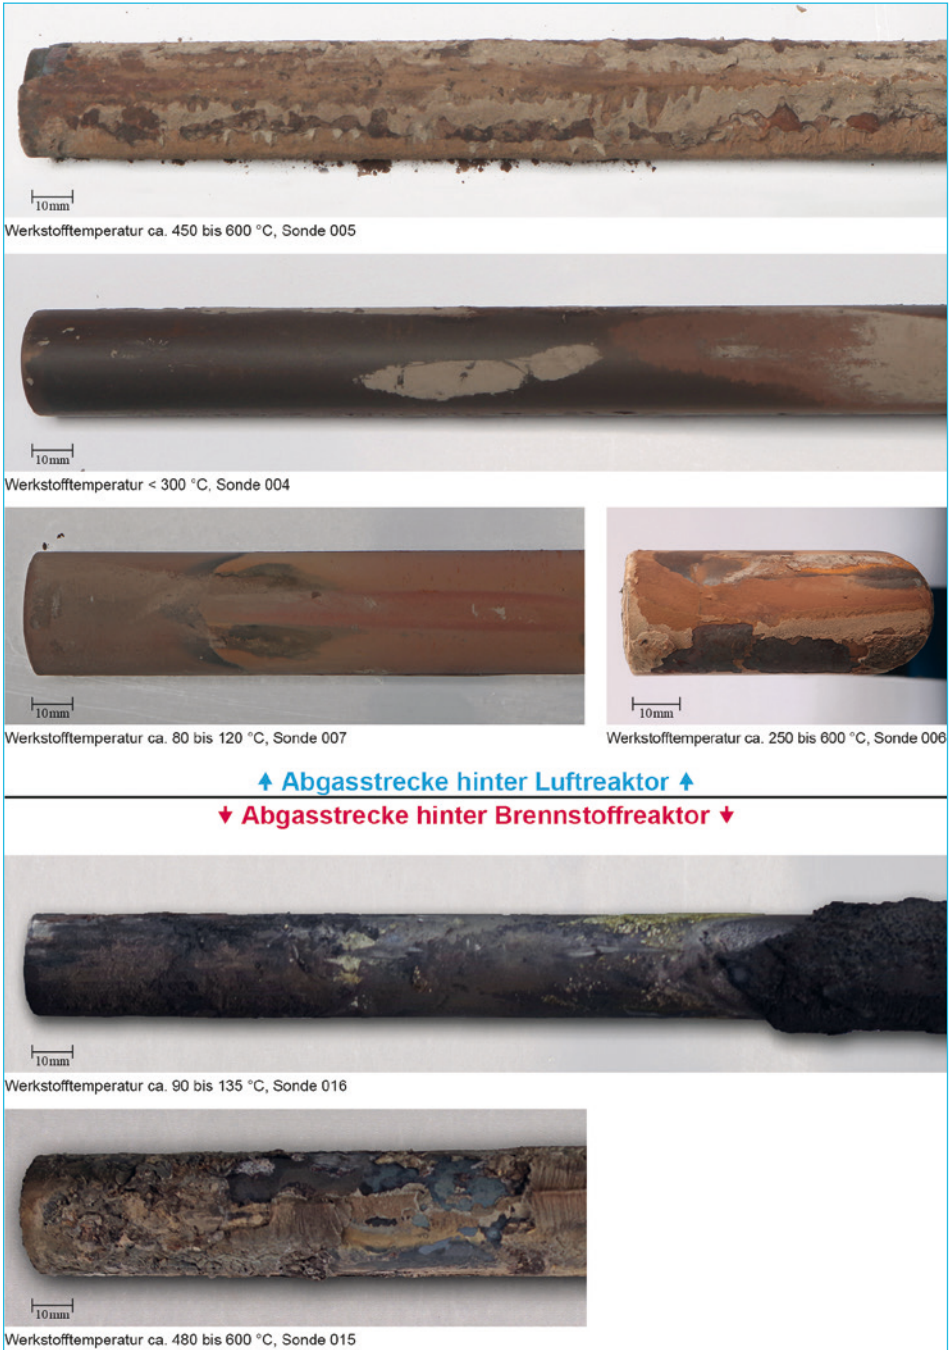 10mm
Werkstofftemperatur ca. 450 bis 600 °C, Sonde 005
10mm
Werkstofftemperatur < 300 °C, Sonde 004
10mm
10mm
Werkstofftemperatur ca. 80 bis 120 °C, Sonde 007
Werkstofftemperatur ca. 250 bis 600 °C, Sonde 006
↑ Abgasstrecke hinter Luftreaktor ↑
↓ Abgasstrecke hinter Brennstoffreaktor ↓
10mm
Werkstofftemperatur ca. 90 bis 135 °C, Sonde 016
10mm
Werkstofftemperatur ca. 480 bis 600 °C, Sonde 015